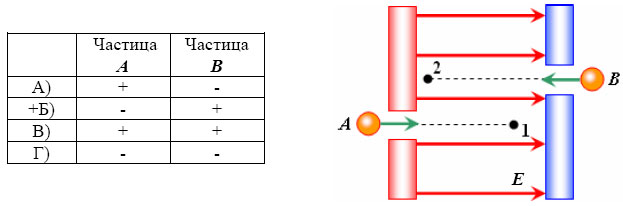 Частица A Частица B
А) + -
+Б) - +
В) + +
Г) - -
2
B
A
1
E